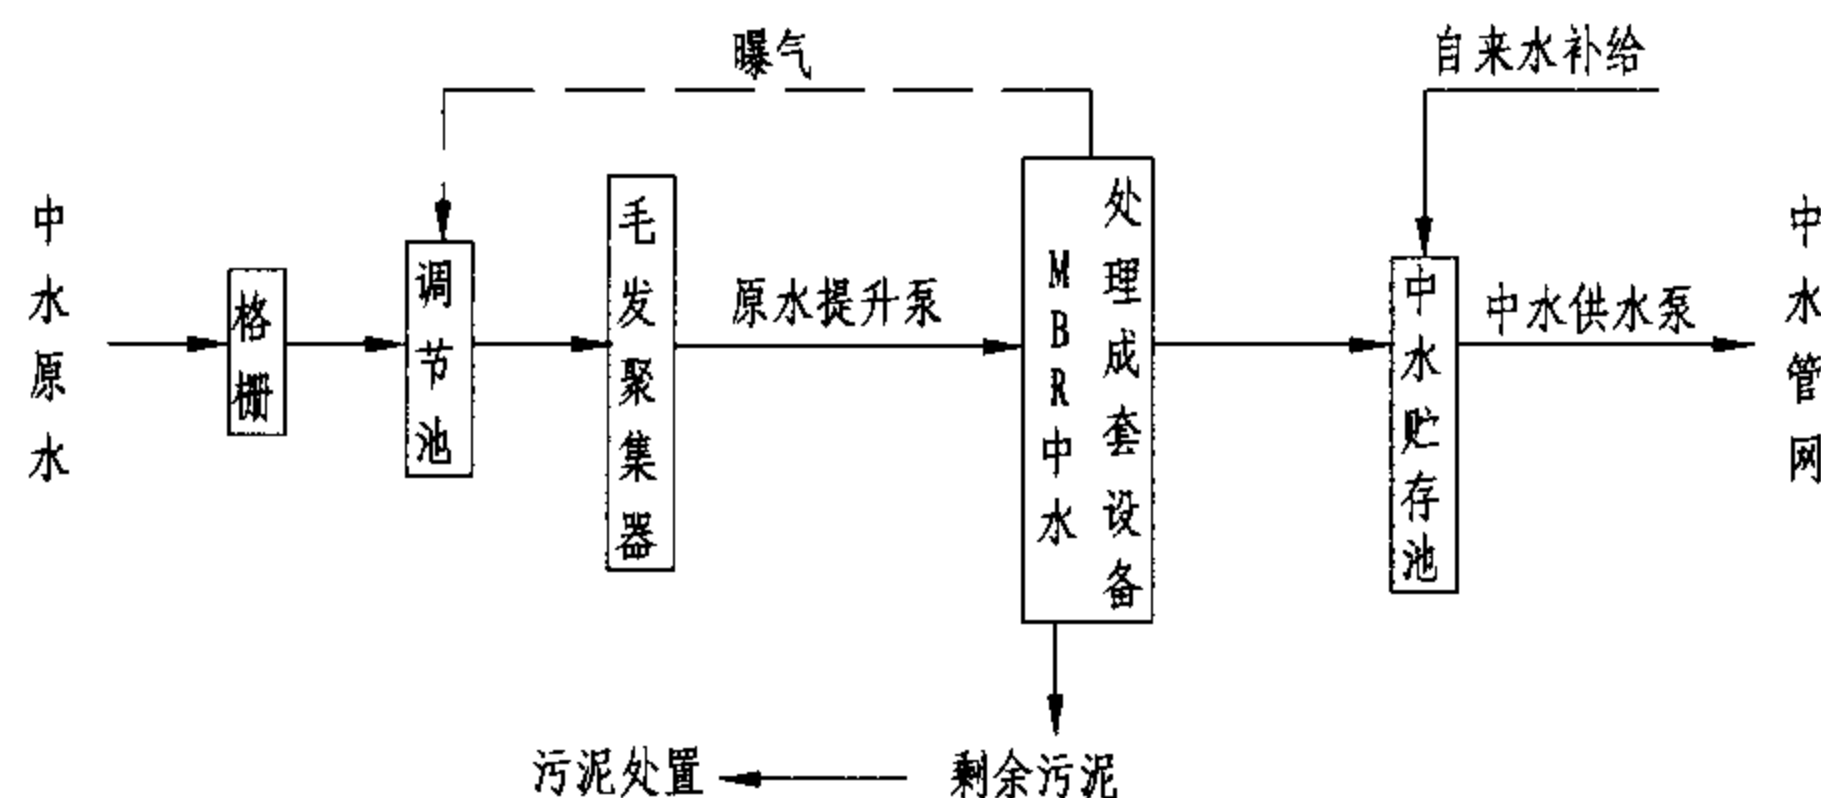 曝气
自来水补给
中水原水
格栅
调节池
毛发聚集器
原水提升泵
MBR中水
处理成套设备
中水贮存池
中水供水泵
中水管网
污泥处置
剩余污泥